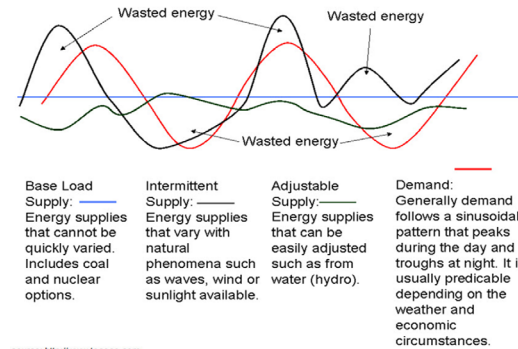 Wasted energy
Wasted energy
Wasted energy
Base Load
Supply:
Energy supplies
that cannot be
quickly varied.
Includes coal
and nuclear
options.
Intermittent
Supply:
Energy supplies
that vary with
natural
phenomena such
as waves, wind or
sunlight available.
Adjustable
Supply:
Energy supplies
that can be
easily adjusted
such as from
water (hydro).
Demand:
Generally demand
follows a sinusoidal
pattern that peaks
during the day and
troughs at night. It i
usually predicable
depending on the
weather and
economic
circumstances.